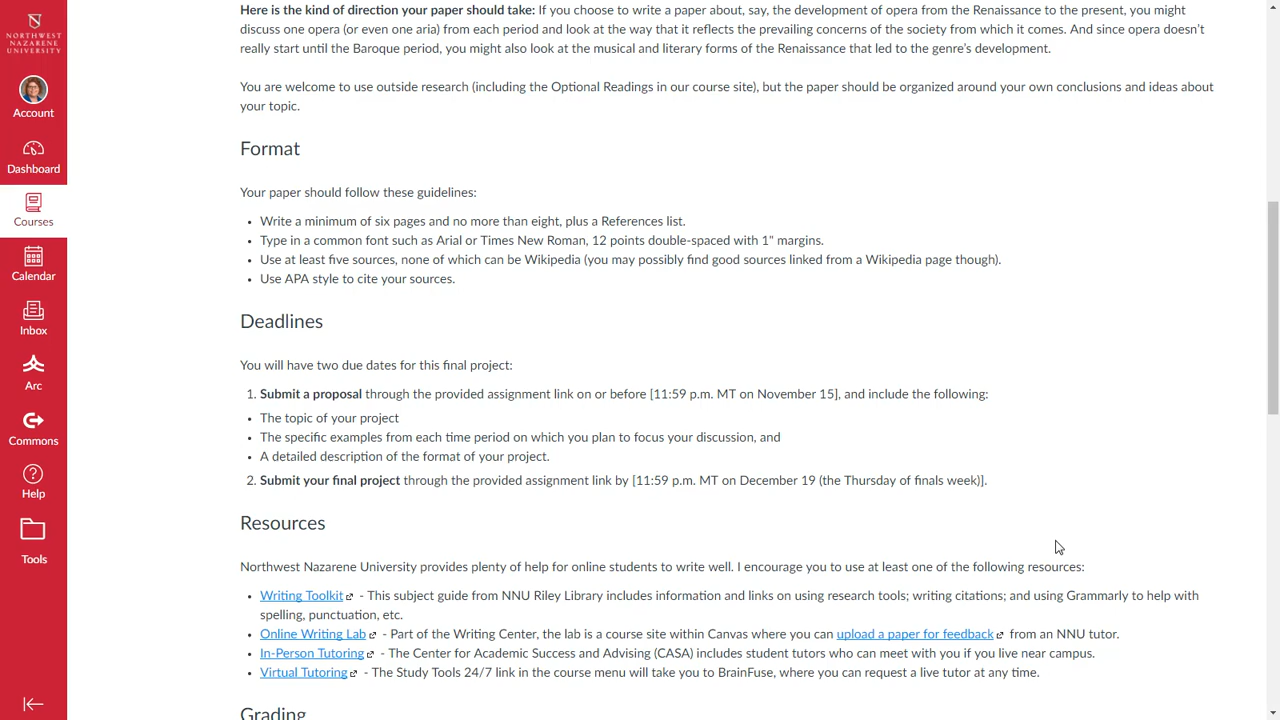 NORTHWEST
NAZARENE
UNIVERSITY
Account
Dashboard
Courses
Calendar
Inbox
Arc
Commons
Help
Tools
Here is the kind of direction your paper should take: If you choose to write a paper about, say, the development of opera from the Renaissance to the present, you might
discuss one opera (or even one aria) from each period and look at the way that it reflects the prevailing concerns of the society from which it comes. And since opera doesn't
really start until the Baroque period, you might also look at the musical and literary forms of the Renaissance that led to the genre's development.
You are welcome to use outside research (including the Optional Readings in our course site), but the paper should be organized around your own conclusions and ideas about
your topic.
Format
Your paper should follow these guidelines:
• Write a minimum of six pages and no more than eight, plus a References list.
• Type in a common font such as Arial or Times New Roman, 12 points double-spaced with 1" margins.
• Use at least five sources, none of which can be Wikipedia (you may possibly find good sources linked from a Wikipedia page though).
• Use APA style to cite your sources.
Deadlines
You will have two due dates for this final project:
1. Submit a proposal through the provided assignment link on or before [11:59 p.m. MT on November 15], and include the following:
• The topic of your project
• The specific examples from each time period on which you plan to focus your discussion, and
• A detailed description of the format of your project.
2. Submit your final project through the provided assignment link by [11:59 p.m. MT on December 19 (the Thursday of finals week)].
Resources
Northwest Nazarene University provides plenty of help for online students to write well. I encourage you to use at least one of the following resources:
• Writing Toolkit - This subject guide from NNU Riley Library includes information and links on using research tools; writing citations; and using Grammarly to help with
spelling, punctuation, etc.
• Online Writing Lab - Part of the Writing Center, the lab is a course site within Canvas where you can upload a paper for feedback from an NNU tutor.
• In-Person Tutoring - The Center for Academic Success and Advising (CASA) includes student tutors who can meet with you if you live near campus.
• Virtual Tutoring - The Study Tools 24/7 link in the course menu will take you to BrainFuse, where you can request a live tutor at any time.
Grading